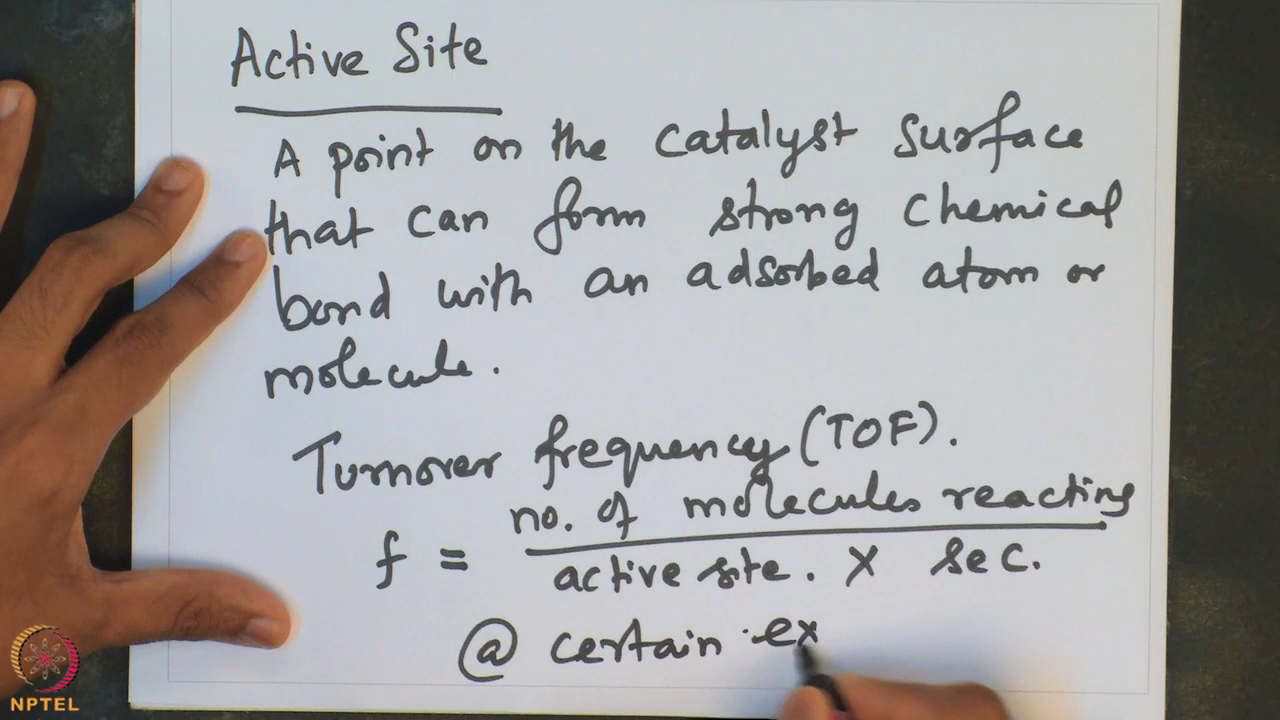 Active Site
A point on the catalyst surface
that can form strong chemical
bond with an adsorbed atom or
molecule.
Turnover frequency (TOF).
no. of molecules reacting
f =
active site. X sec.
@ certain ex
NPTEL